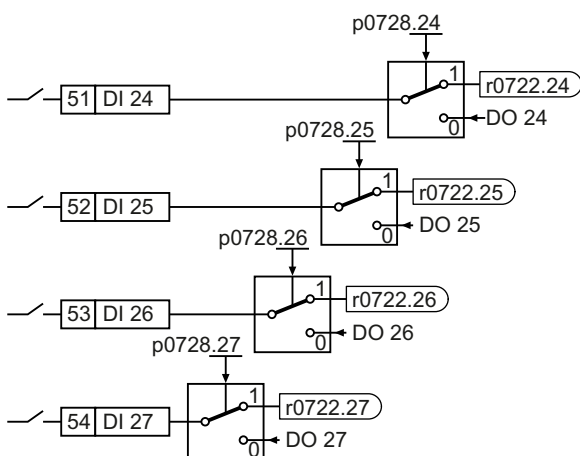 p0728.24
51 DI 24 1 r0722.24
0 DO 24
p0728.25
52 DI 25 1 r0722.25
0 DO 25
p0728.26
53 DI 26 1 r0722.26
0 DO 26
p0728.27
54 DI 27 1 r0722.27
0 DO 27